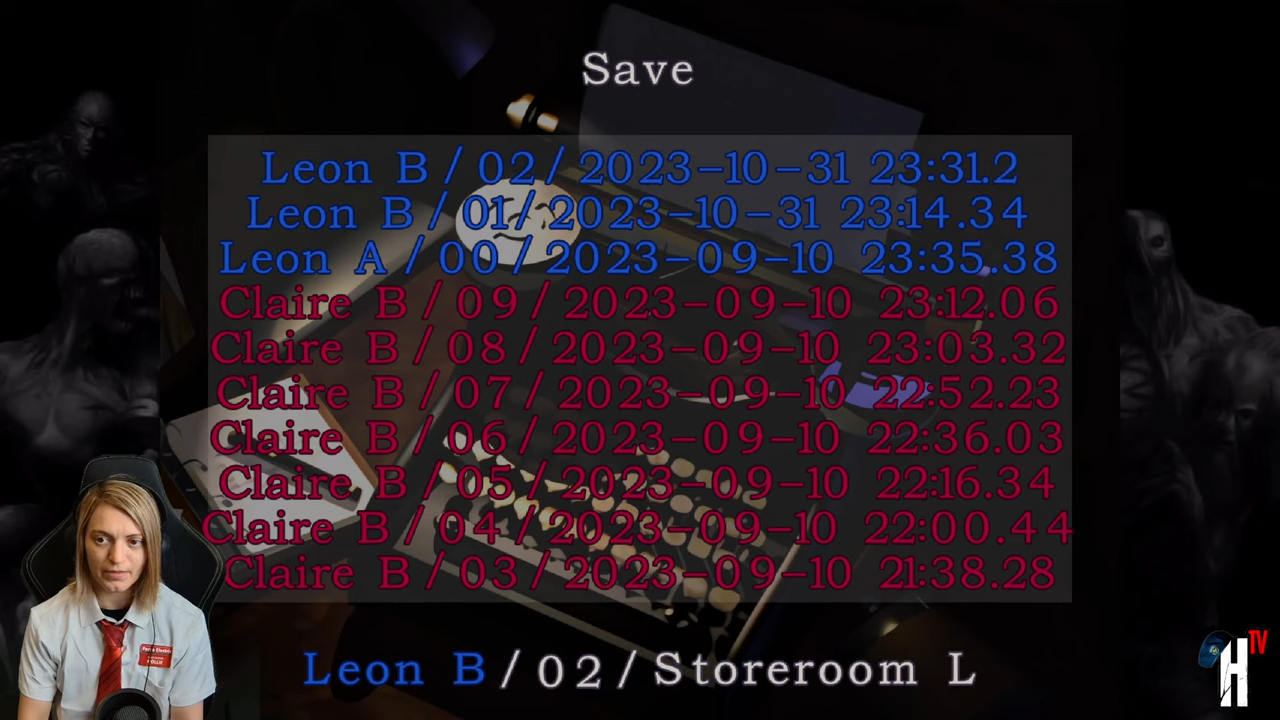 Save
Leon B / 02 / 2023-10-31 23:31.2
Leon B / 01 / 2023-10-31 23:14.34
Leon A / 00 / 2023-09-10 23:35.38
Claire B / 09 / 2023-09-10 23:12.06
Claire B / 08 / 2023-09-10 23:03.32
Claire B / 07 / 2023-09-10 22:52.23
Claire B / 06 / 2023-09-10 22:36.03
Claire B / 05 / 2023-09-10 22:16.34
Claire B / 04 / 2023-09-10 22:00.44
Claire B / 03 / 2023-09-10 21:38.28
Leon B / 02 / Storeroom L
HOLLIE
H TV